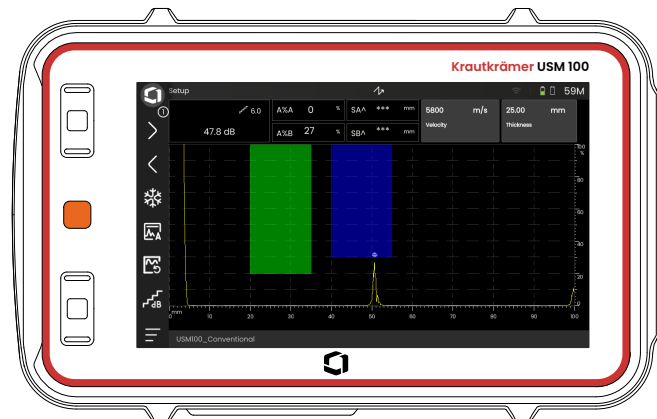 Krautkrämer USM 100
Setup
59M
1
6.0
47.8 dB
A%A 0 %
A%B 27 %
SA^ *** mm
SB^ *** mm
5800 m/s
Velocity
25.00 mm
Thickness
100
%
80
60
40
20
0
mm 0 10 20 30 40 50 60 70 80 90 100
dB
USM100_Conventional